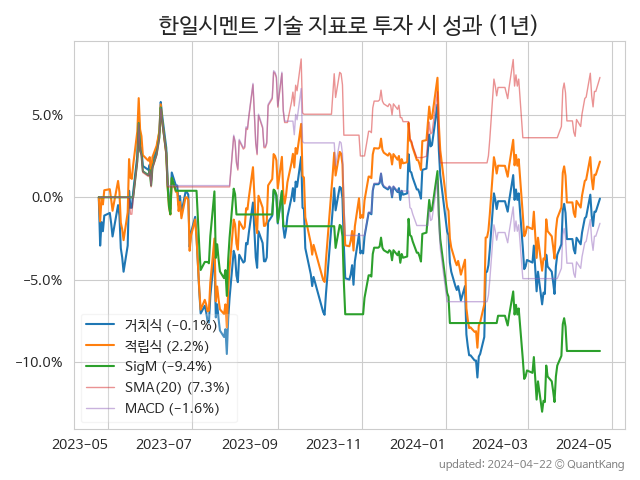 한일시멘트 기술 지표로 투자 시 성과 (1년)
5.0%
0.0%
−5.0%
−10.0%
거치식 (−0.1%)
적립식 (2.2%)
SigM (−9.4%)
SMA(20) (7.3%)
MACD (−1.6%)
2023-05 2023-07 2023-09 2023-11 2024-01 2024-03 2024-05
updated: 2024-04-22 © QuantKang